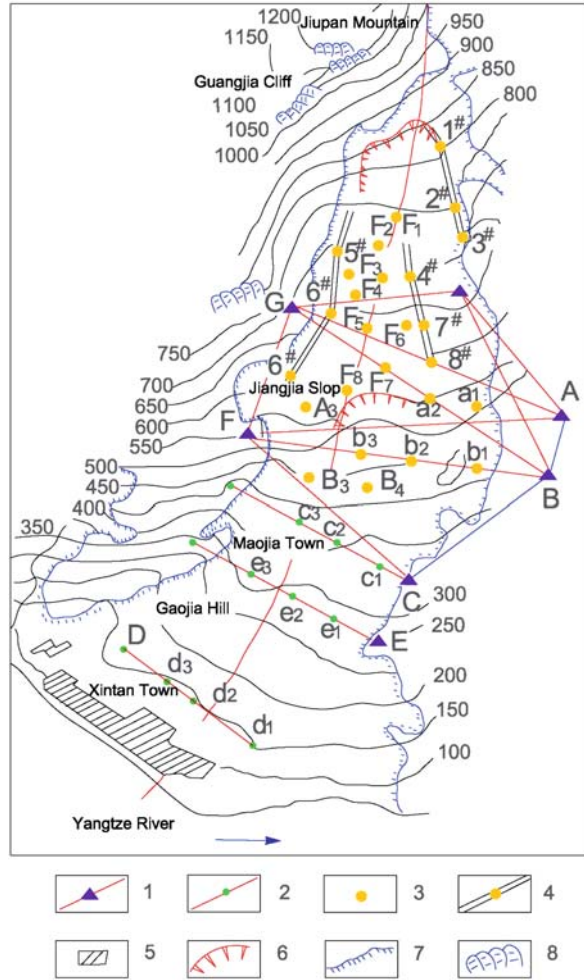 1200
Jiupan Mountain
950
1150
900
Guangjia Cliff
850
1100
800
1050
1000
1#
2#
F1
F2
3#
5#
F3
4#
6#
F4
G
F5
F6
7#
750
6#
F8
F7
8#
700
Jiangjia Slop
650
A3
a2
a1
A
600
F
550
b3
b2
b1
500
B3
B4
B
450
400
c3
350
c2
Maojia Town
c1
C
e3
300
Gaojia Hill
e2
e1
E
250
D
d3
200
Xintan Town
d2
150
d1
100
Yangtze River
1
2
3
4
5
6
7
8